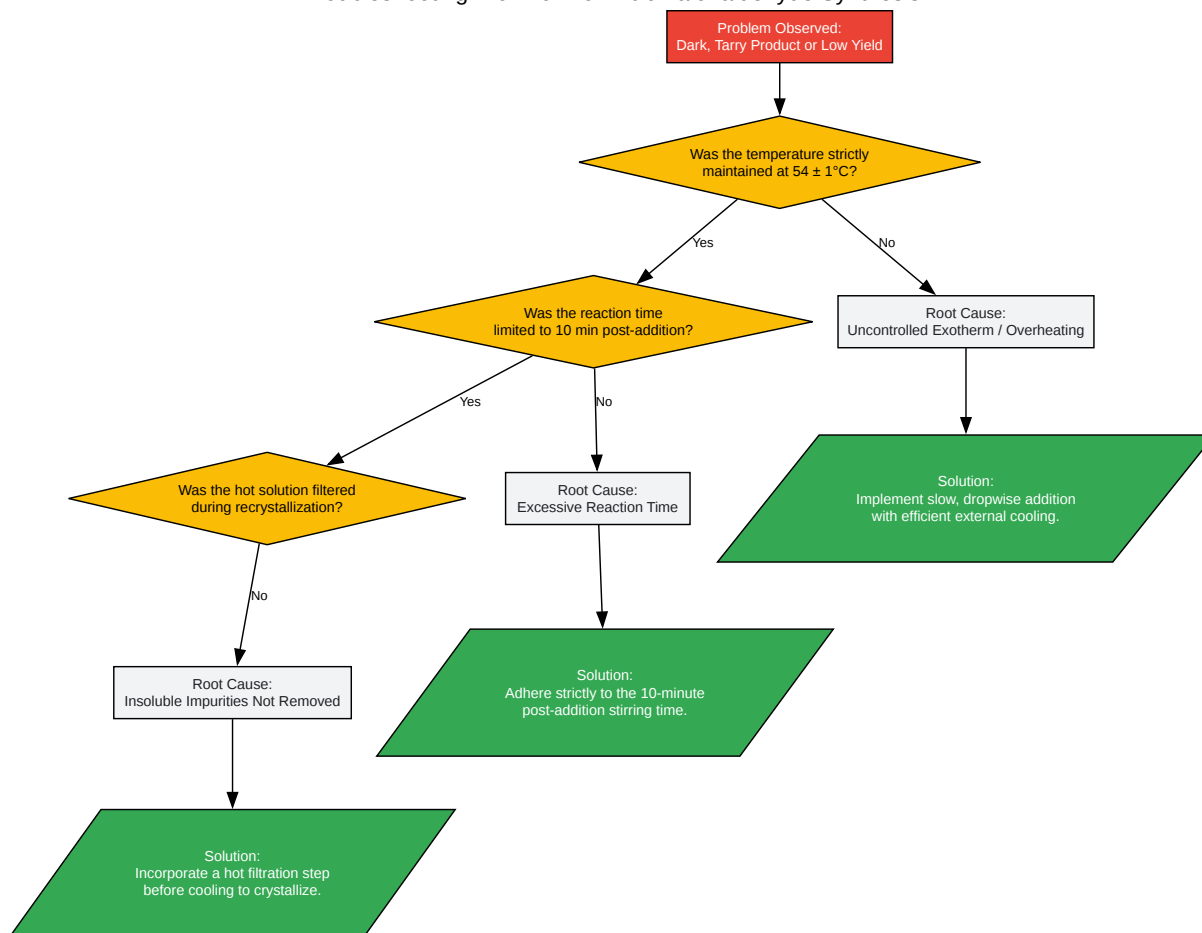 Problem Observed:
Dark, Tarry Product or Low Yield
Was the temperature strictly
maintained at 54 ± 1°C?
Yes
No
Was the reaction time
limited to 10 min post-addition?
Root Cause:
Uncontrolled Exotherm / Overheating
Yes
No
Was the hot solution filtered
during recrystallization?
Root Cause:
Excessive Reaction Time
Solution:
Implement slow, dropwise addition
with efficient external cooling.
No
Root Cause:
Insoluble Impurities Not Removed
Solution:
Adhere strictly to the 10-minute
post-addition stirring time.
Solution:
Incorporate a hot filtration step
before cooling to crystallize.